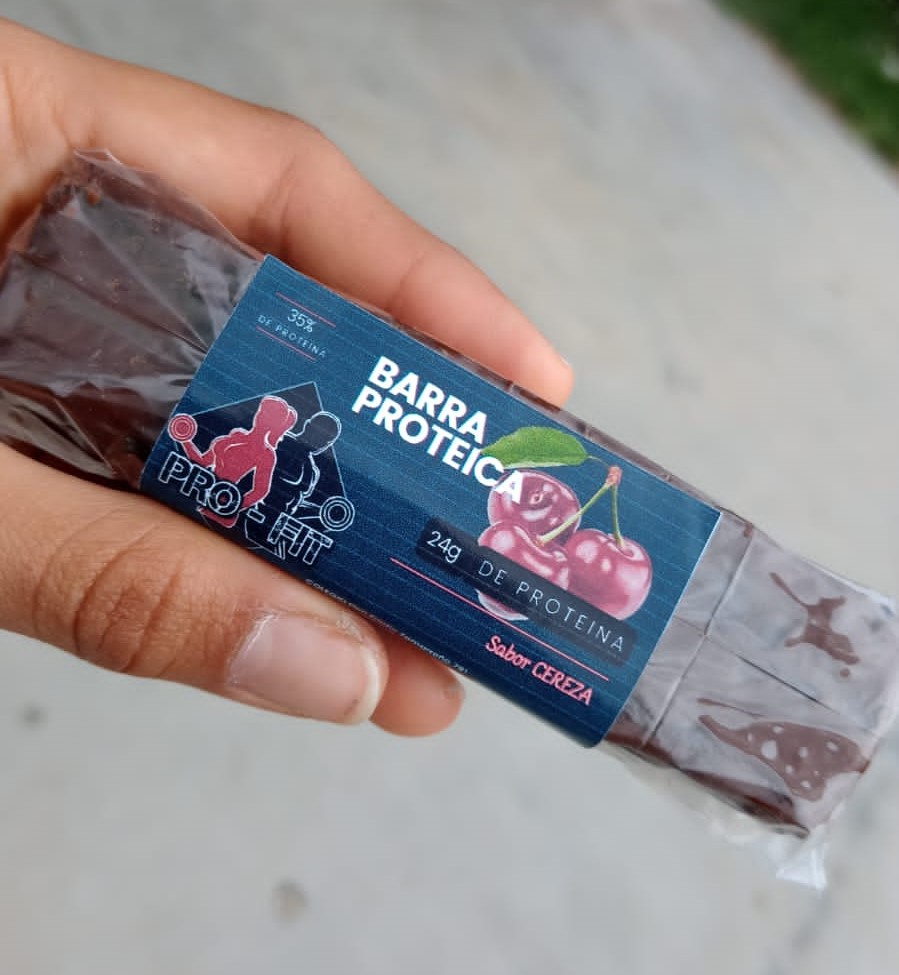 35%
DE PROTEINA
BARRA
PROTEICA
PRO-FIT
24g DE PROTEINA
Sabor CEREZA